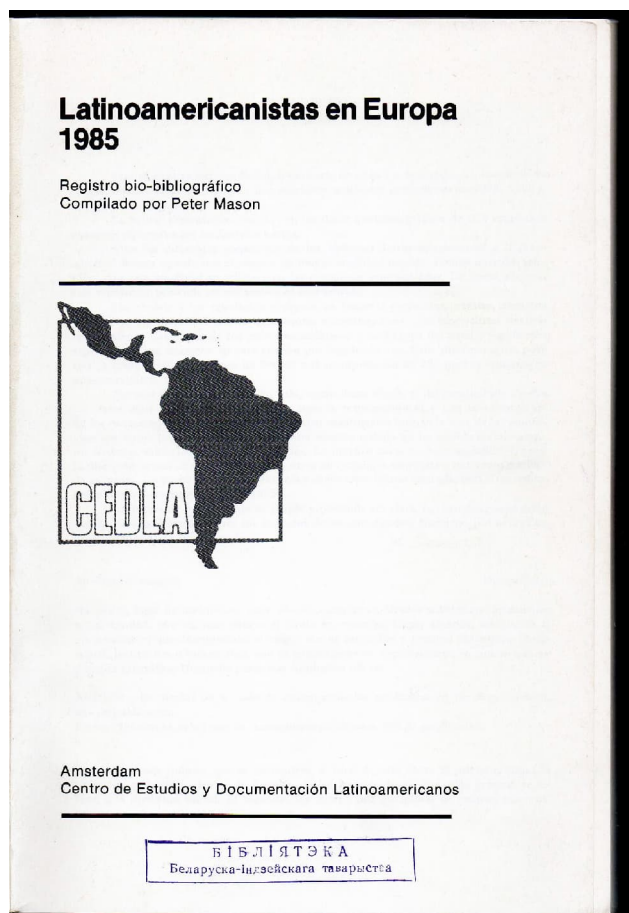 Latinoamericanistas en Europa
1985
Registro bio-bibliográfico
Compilado por Peter Mason
CEDLA
Amsterdam
Centro de Estudios y Documentación Latinoamericanos
БІБЛІЯТЭКА
Беларуска-індзейскага таварыства